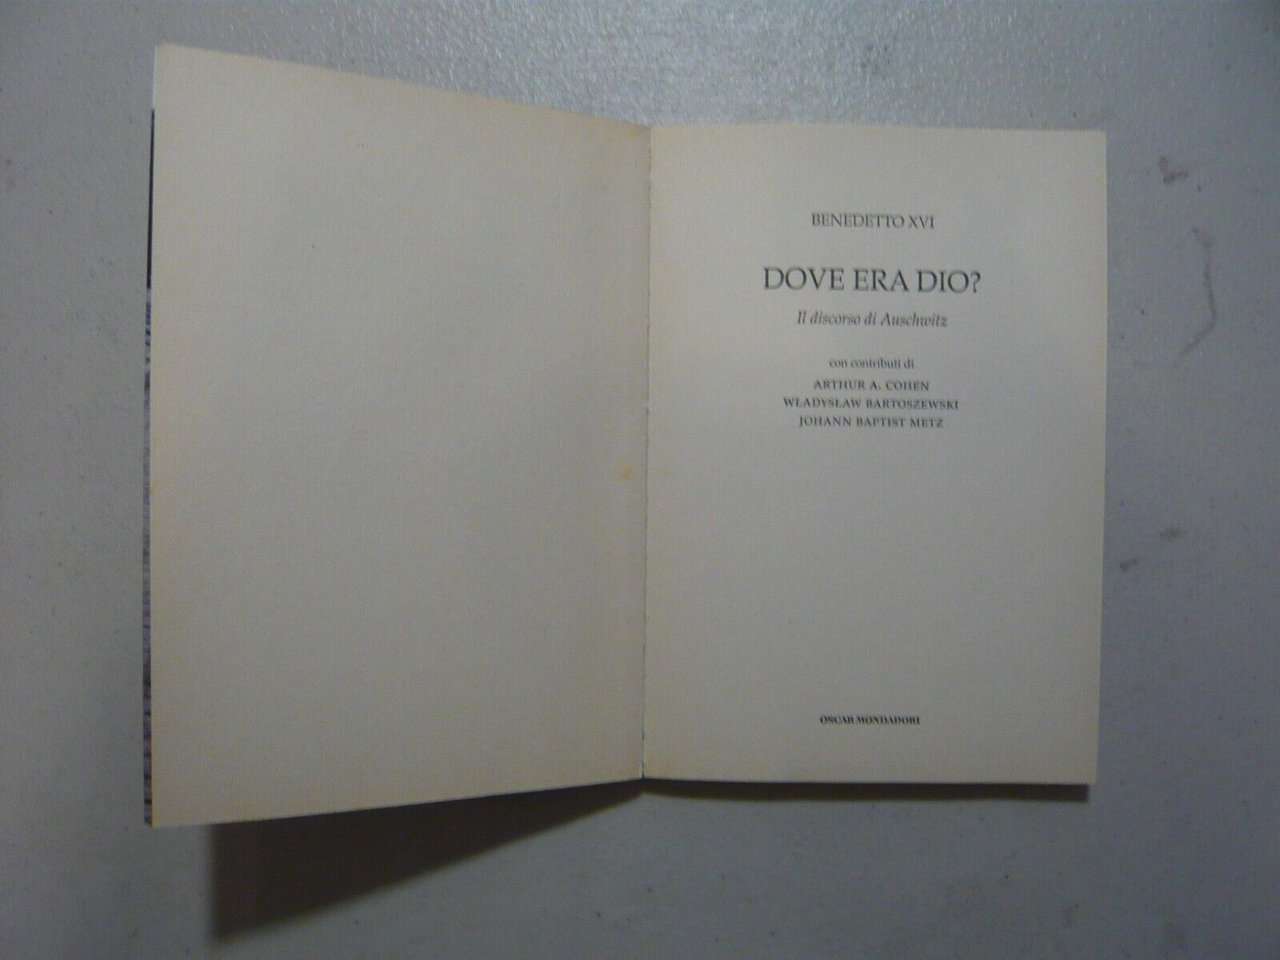 BENEDETTO XVI
DOVE ERA DIO?
Il discorso di Auschwitz
con contributi di
ARTHUR A. COHEN
WŁADYSŁAW BARTOSZEWSKI
JOHANN BAPTIST METZ
OSCAR MONDADORI